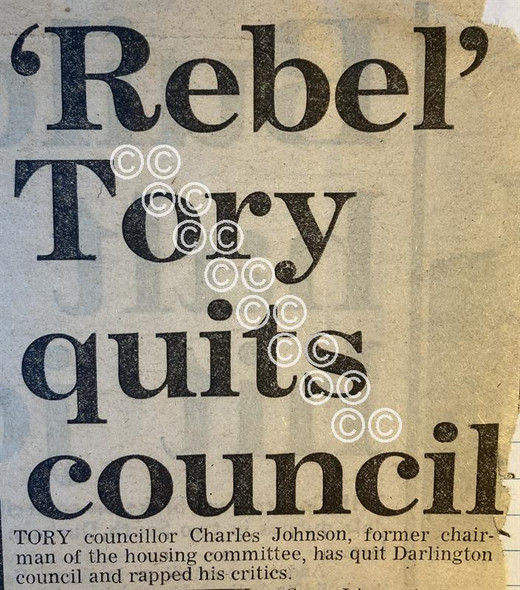 ‘Rebel’
Tory
quits
council
TORY councillor Charles Johnson, former chair-
man of the housing committee, has quit Darlington
council and rapped his critics.